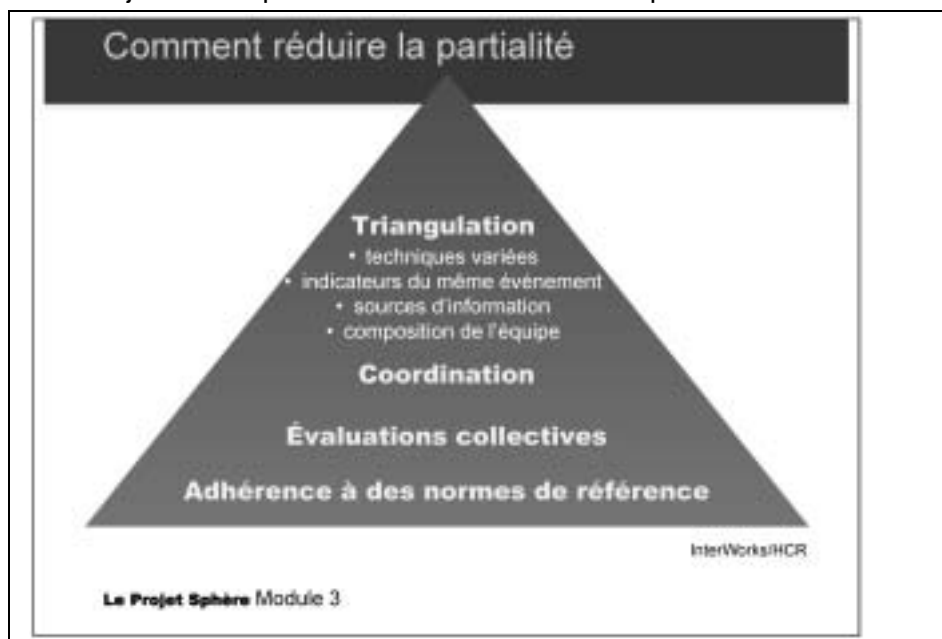 Comment réduire la partialité
Triangulation
• techniques variées
• indicateurs du même événement
• sources d'information
• composition de l'équipe
Coordination
Évaluations collectives
Adhérence à des normes de référence
InterWorks/HCR
Le Projet Sphère Module 3